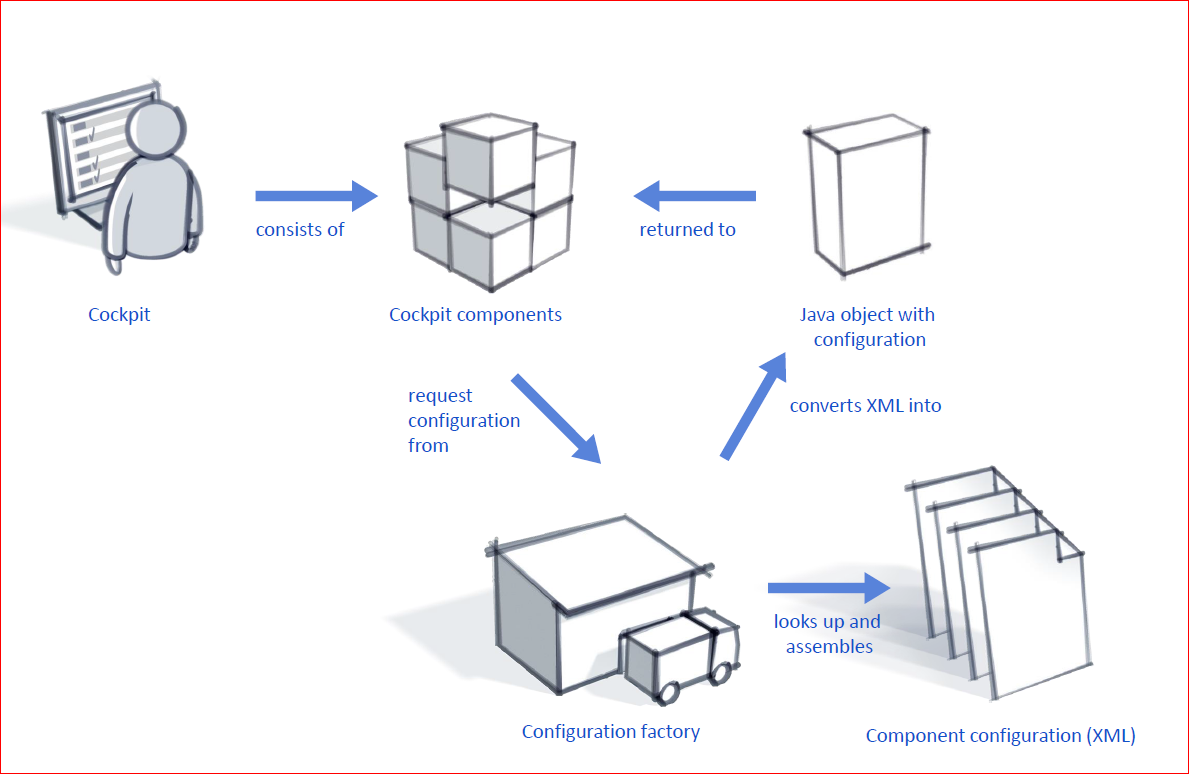 consists of
returned to
Cockpit
Cockpit components
Java object with
configuration
request
configuration
from
converts XML into
looks up and
assembles
Configuration factory
Component configuration (XML)